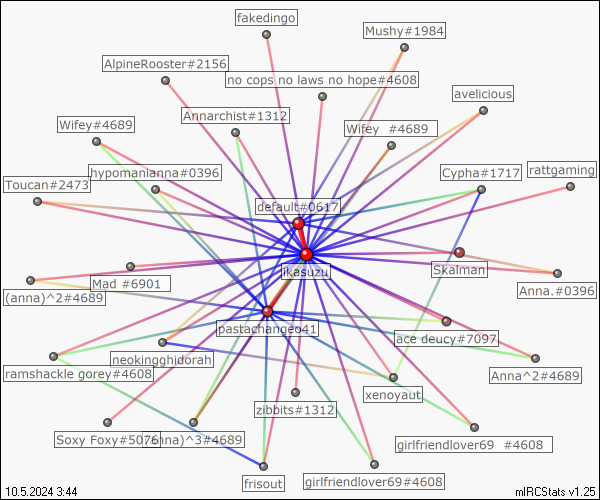 fakedingo
Mushy#1984
AlpineRooster#2156
no cops no laws no hope#4608
avelicious
Annarchist#1312
Wifey#4689
Wifey #4689
hypomanianna#0396
Cypha#1717
rattgaming
Toucan#2473
default#0617
ikasuzu
Skalman
Mad #6901
Anna.#0396
(anna)^2#4689
pastachangeo41
ace deucy#7097
neokingghidorah
ramshackle gorey#4608
Anna^2#4689
xenoyaut
zibbits#1312
Soxy Foxy#5076
nna)^3#4689
girlfriendlover69 #4608
frisout
girlfriendlover69#4608
10.5.2024 3:44
mIRCStats v1.25